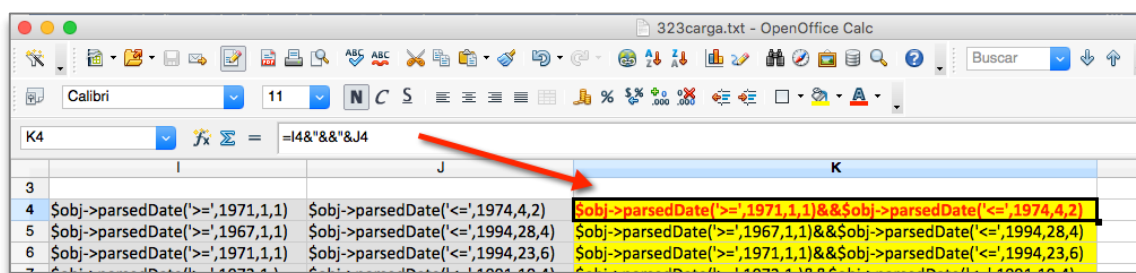 323carga.txt - OpenOffice Calc
Buscar
Calibri 11 N C S
K4 =I4&"&&"&J4
I J K
3
4 $obj->parsedDate('>=',1971,1,1) $obj->parsedDate('<=',1974,4,2) $obj->parsedDate('>=',1971,1,1)&&$obj->parsedDate('<=',1974,4,2)
5 $obj->parsedDate('>=',1967,1,1) $obj->parsedDate('<=',1994,28,4) $obj->parsedDate('>=',1967,1,1)&&$obj->parsedDate('<=',1994,28,4)
6 $obj->parsedDate('>=',1971,1,1) $obj->parsedDate('<=',1994,23,6) $obj->parsedDate('>=',1971,1,1)&&$obj->parsedDate('<=',1994,23,6)